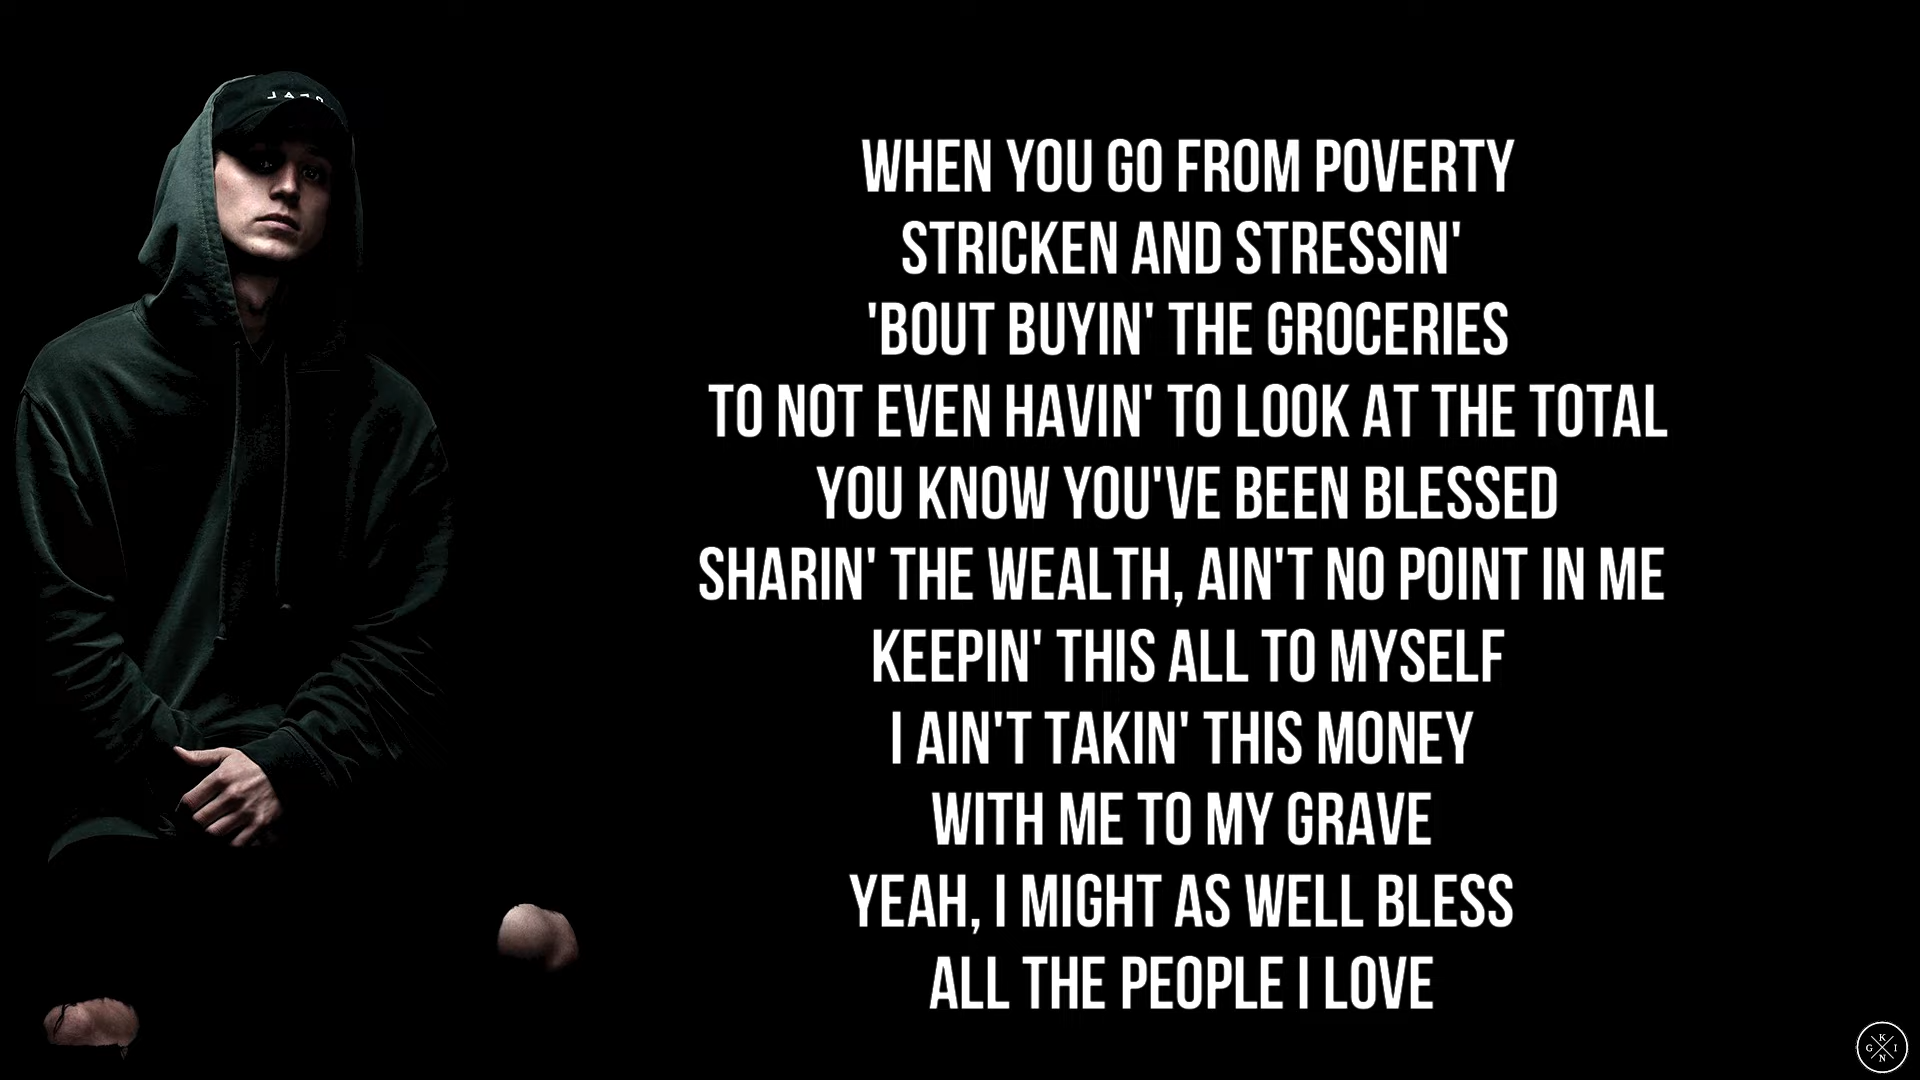 WHEN YOU GO FROM POVERTY
STRICKEN AND STRESSIN'
'BOUT BUYIN' THE GROCERIES
TO NOT EVEN HAVIN' TO LOOK AT THE TOTAL
YOU KNOW YOU'VE BEEN BLESSED
SHARIN' THE WEALTH, AIN'T NO POINT IN ME
KEEPIN' THIS ALL TO MYSELF
I AIN'T TAKIN' THIS MONEY
WITH ME TO MY GRAVE
YEAH, I MIGHT AS WELL BLESS
ALL THE PEOPLE I LOVE
K
G I
N